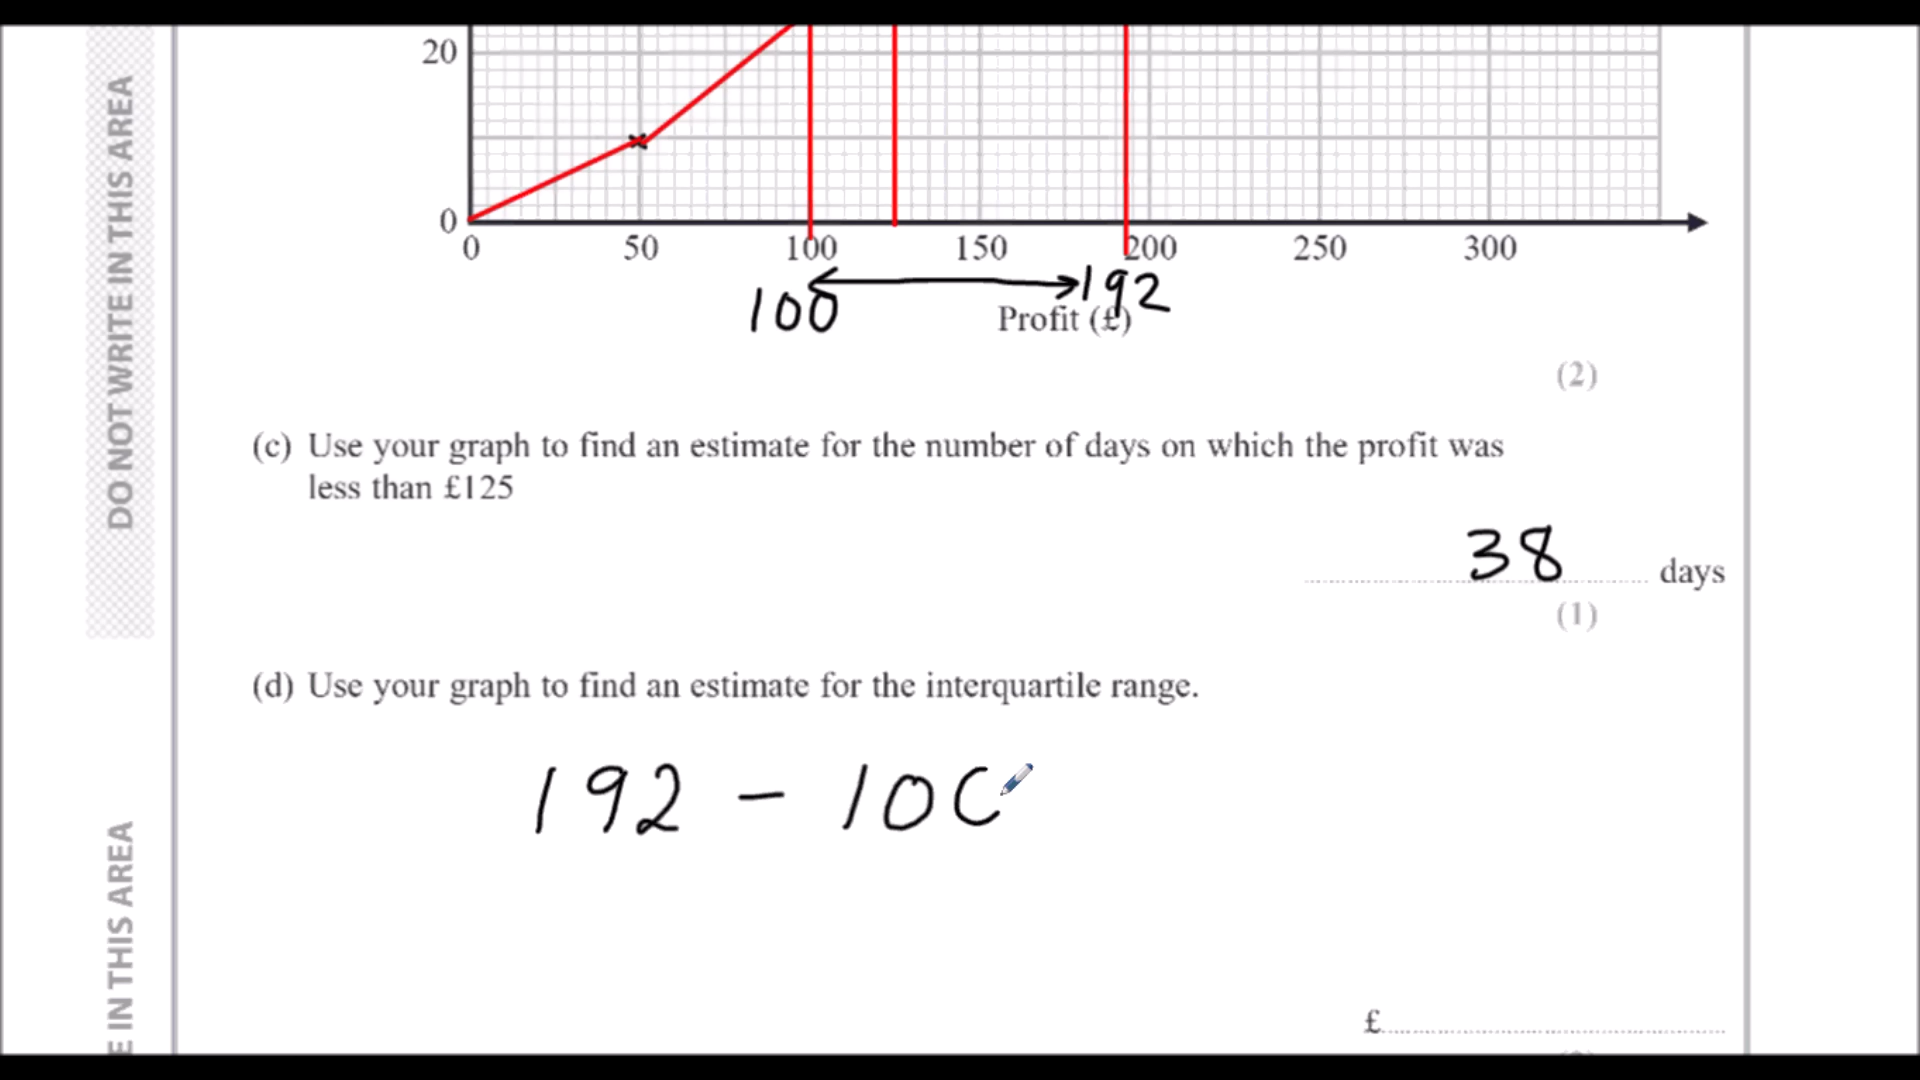 DO NOT WRITE IN THIS AREA
20
0
0 50 100 150 200 250 300
100 192
Profit (£)
(2)
(c) Use your graph to find an estimate for the number of days on which the profit was
less than £125
38 days
(1)
(d) Use your graph to find an estimate for the interquartile range.
192 - 100
E IN THIS AREA
£